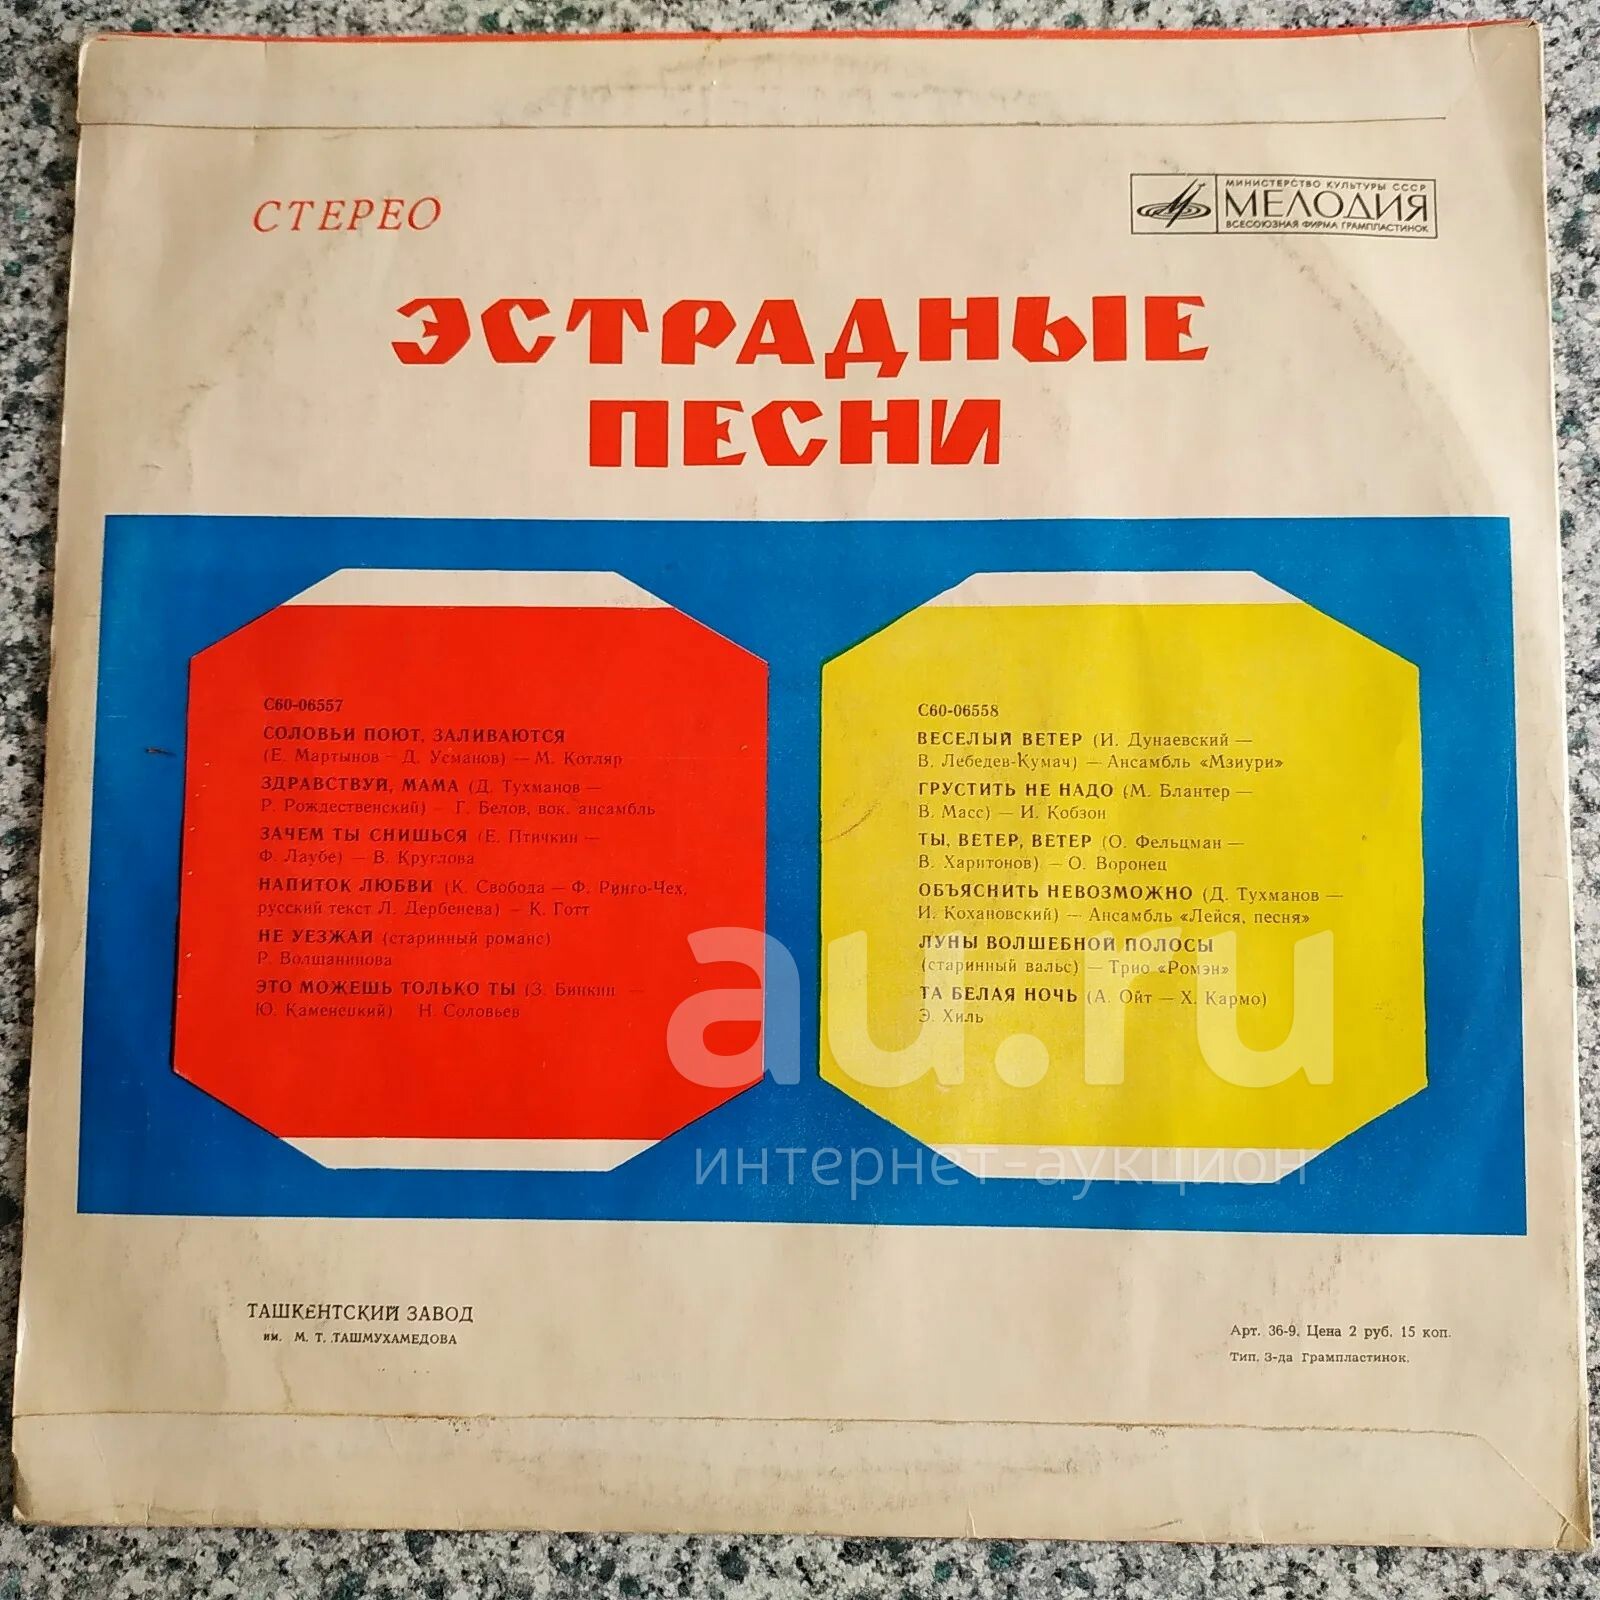 СТЕРЕО
МИНИСТЕРСТВО КУЛЬТУРЫ СССР
МЕЛОДИЯ
ВСЕСОЮЗНАЯ ФИРМА ГРАМПЛАСТИНОК
ЭСТРАДНЫЕ
ПЕСНИ
С60-06557
СОЛОВЬИ ПОЮТ, ЗАЛИВАЮТСЯ
(Е. Мартынов — Д. Усманов) — М. Котляр
ЗДРАВСТВУЙ, МАМА (Д. Тухманов —
Р. Рождественский) — Г. Белов, вок. ансамбль
ЗАЧЕМ ТЫ СНИШЬСЯ (Е. Птичкин —
Ф. Лаубе) — В. Круглова
НАПИТОК ЛЮБВИ (К. Свобода — Ф. Ринго-Чех,
русский текст Л. Дербенева) — К. Готт
НЕ УЕЗЖАЙ (старинный романс)
Р. Волшанинова
ЭТО МОЖЕШЬ ТОЛЬКО ТЫ (З. Бинкин —
Ю. Каменецкий) Н. Соловьев
С60-06558
ВЕСЕЛЫЙ ВЕТЕР (И. Дунаевский —
В. Лебедев-Кумач) — Ансамбль «Мзиури»
ГРУСТИТЬ НЕ НАДО (М. Блантер —
В. Масс) — И. Кобзон
ТЫ, ВЕТЕР, ВЕТЕР (О. Фельцман —
В. Харитонов) — О. Воронец
ОБЪЯСНИТЬ НЕВОЗМОЖНО (Д. Тухманов —
И. Кохановский) — Ансамбль «Лейся, песня»
ЛУНЫ ВОЛШЕБНОЙ ПОЛОСЫ
(старинный вальс) — Трио «Ромэн»
ТА БЕЛАЯ НОЧЬ (А. Ойт — Х. Кармо)
Э. Хиль
au.ru
интернет-аукцион
ТАШКЕНТСКИЙ ЗАВОД
им. М. Т. ТАШМУХАМЕДОВА
Арт. 36-9. Цена 2 руб. 15 коп.
Тип. З-да Грампластинок.